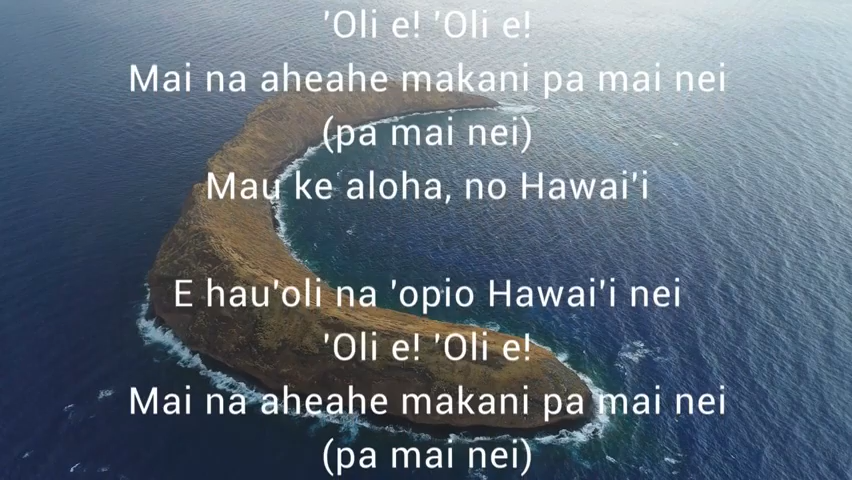 'Oli e! 'Oli e!
Mai na aheahe makani pa mai nei
(pa mai nei)
Mau ke aloha, no Hawai'i
E hau'oli na 'opio Hawai'i nei
'Oli e! 'Oli e!
Mai na aheahe makani pa mai nei
(pa mai nei)